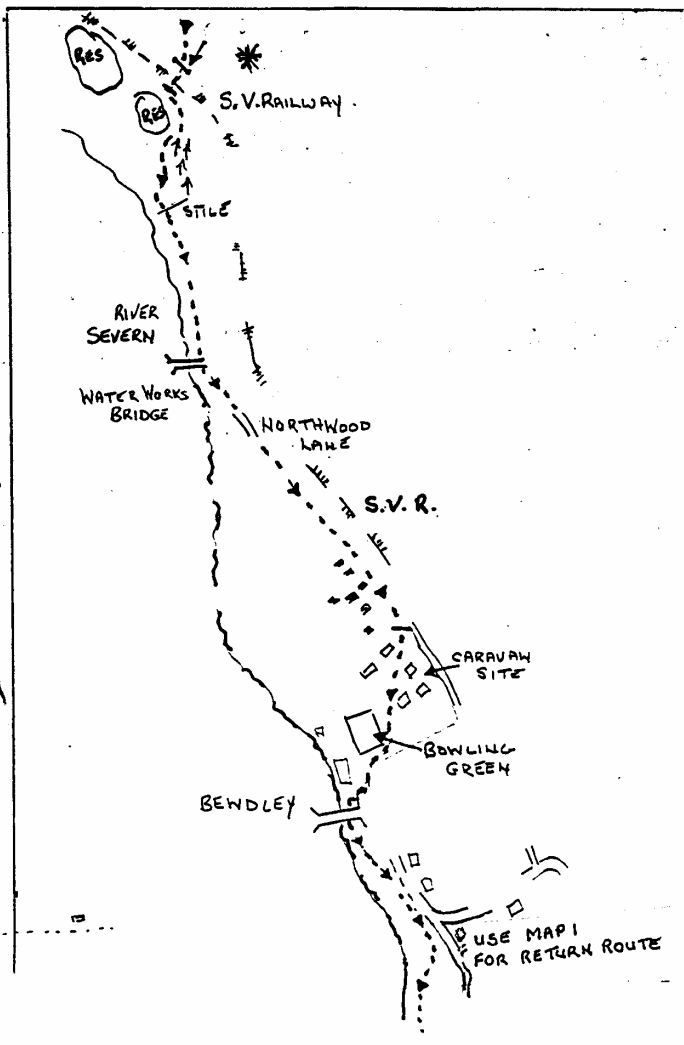 RES
RES
S.V.RAILWAY.
STILE
RIVER
SEVERN
WATER WORKS
BRIDGE
NORTHWOOD
LANE
S.V.R.
CARAVAN
SITE
BOWLING
GREEN
BEWDLEY
USE MAP 1
FOR RETURN ROUTE